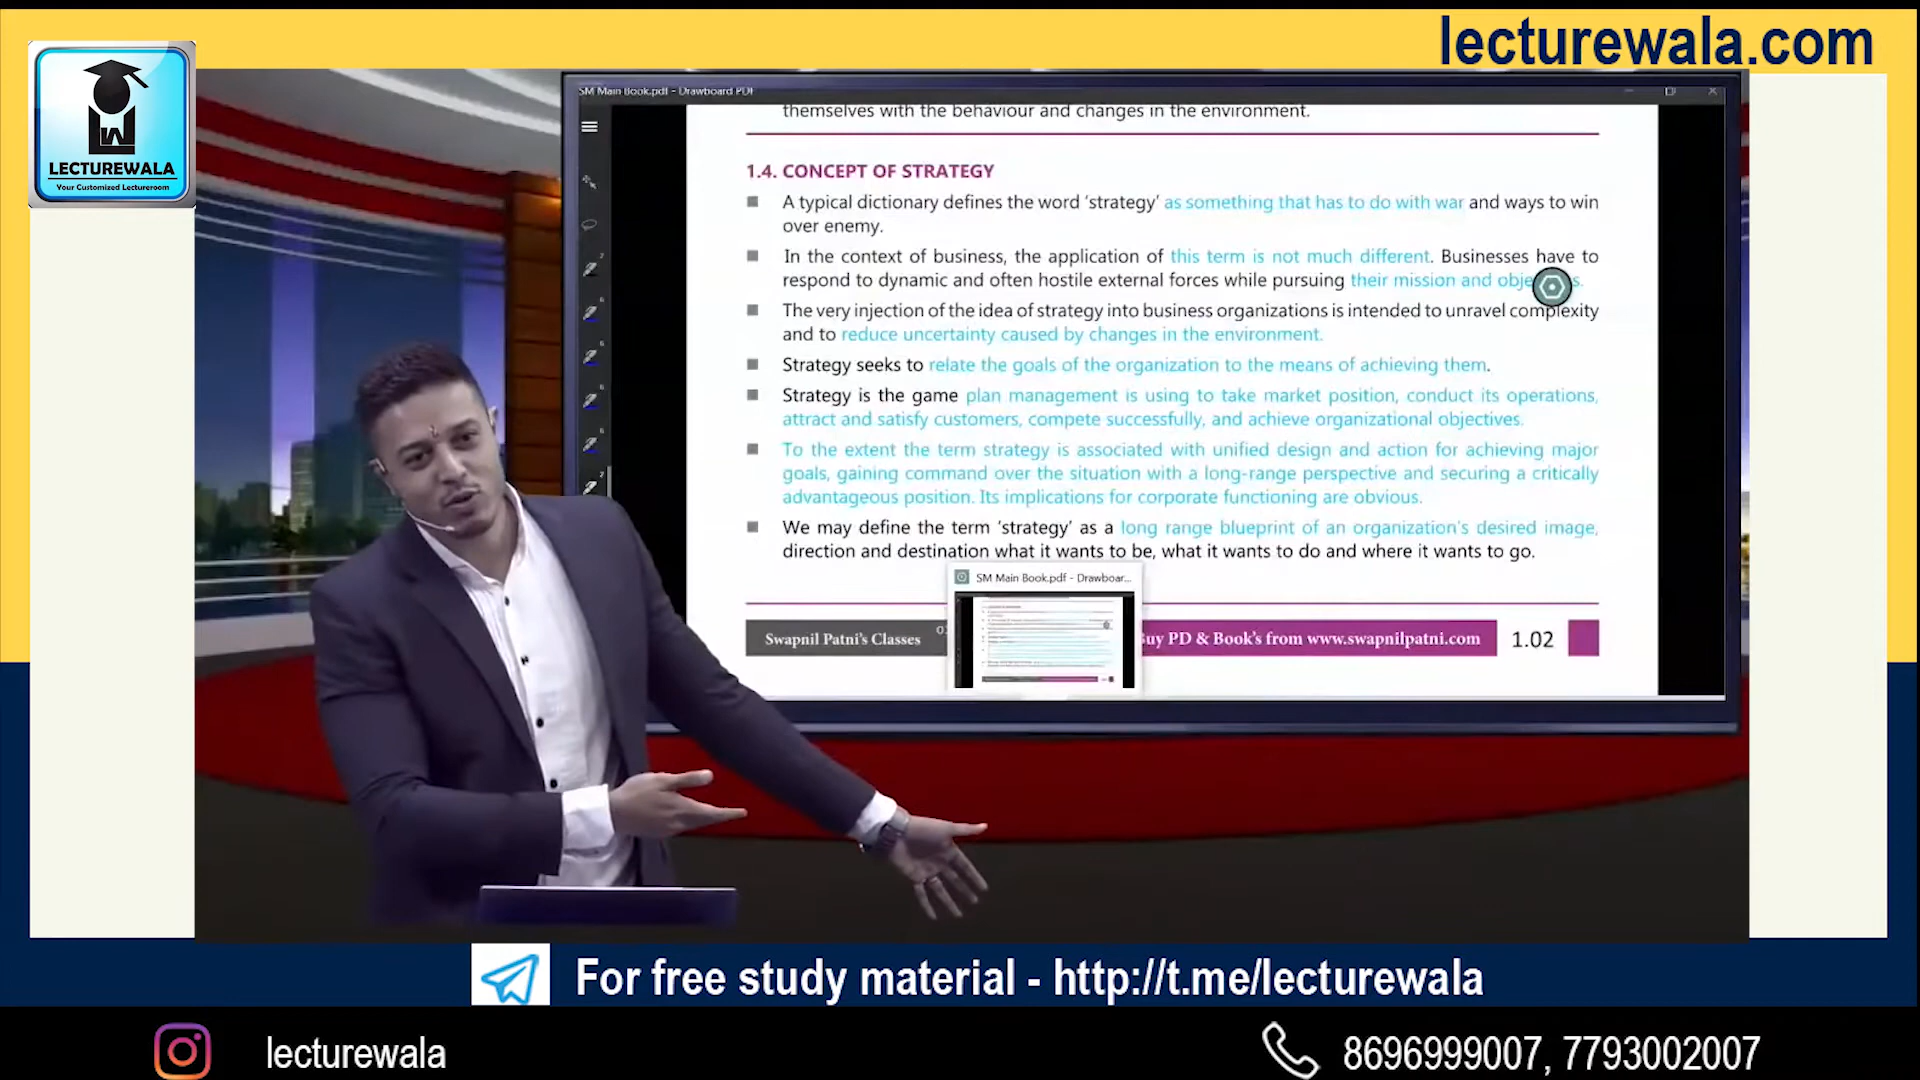 lecturewala.com
LW
LECTUREWALA
Your Customized Lectureroom
SM Main Book.pdf - Drawboard PDF
themselves with the behaviour and changes in the environment.
1.4. CONCEPT OF STRATEGY
■ A typical dictionary defines the word ‘strategy’ as something that has to do with war and ways to win
over enemy.
■ In the context of business, the application of this term is not much different. Businesses have to
respond to dynamic and often hostile external forces while pursuing their mission and
■ The very injection of the idea of strategy into business organizations is intended to unravel complexity
and to reduce uncertainty caused by changes in the environment.
■ Strategy seeks to relate the goals of the organization to the means of achieving them.
■ Strategy is the game plan management is using to take market position, conduct its operations,
attract and satisfy customers, compete successfully, and achieve organizational objectives.
■ To the extent the term strategy is associated with unified design and action for achieving major
goals, gaining command over the situation with a long-range perspective and securing a critically
advantageous position. Its implications for corporate functioning are obvious.
■ We may define the term ‘strategy’ as a long range blueprint of an organization’s desired image,
direction and destination what it wants to be, what it wants to do and where it wants to go.
SM Main Book.pdf - Drawboar...
Swapnil Patni’s Classes
PD & Book’s from www.swapnilpatni.com 1.02
For free study material - http://t.me/lecturewala
lecturewala
8696999007, 7793002007